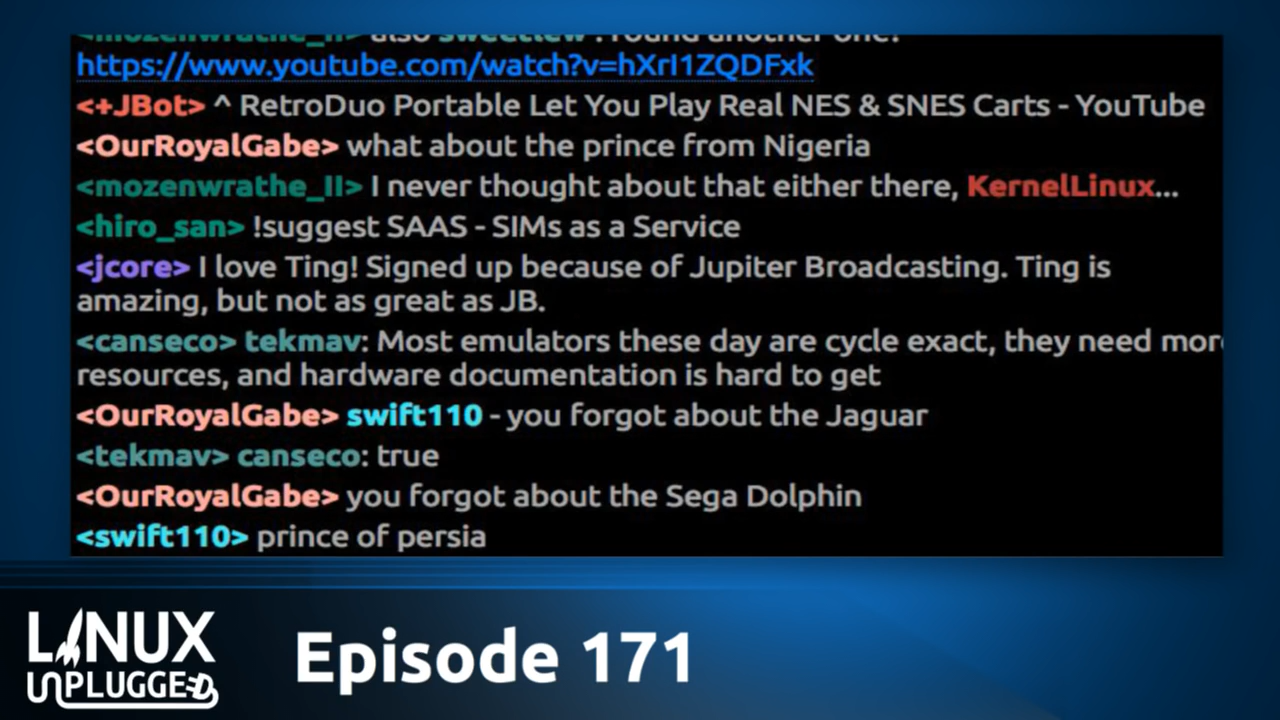 <mozenwrathe_II> also sweetlew . found another one!
https://www.youtube.com/watch?v=hXrI1ZQDFxk
<+JBot> ^ RetroDuo Portable Let You Play Real NES & SNES Carts - YouTube
<OurRoyalGabe> what about the prince from Nigeria
<mozenwrathe_II> I never thought about that either there, KernelLinux...
<hiro_san> !suggest SAAS - SIMs as a Service
<jcore> I love Ting! Signed up because of Jupiter Broadcasting. Ting is
amazing, but not as great as JB.
<canseco> tekmav: Most emulators these day are cycle exact, they need more
resources, and hardware documentation is hard to get
<OurRoyalGabe> swift110 - you forgot about the Jaguar
<tekmav> canseco: true
<OurRoyalGabe> you forgot about the Sega Dolphin
<swift110> prince of persia
LINUX
UNPLUGGED
Episode 171